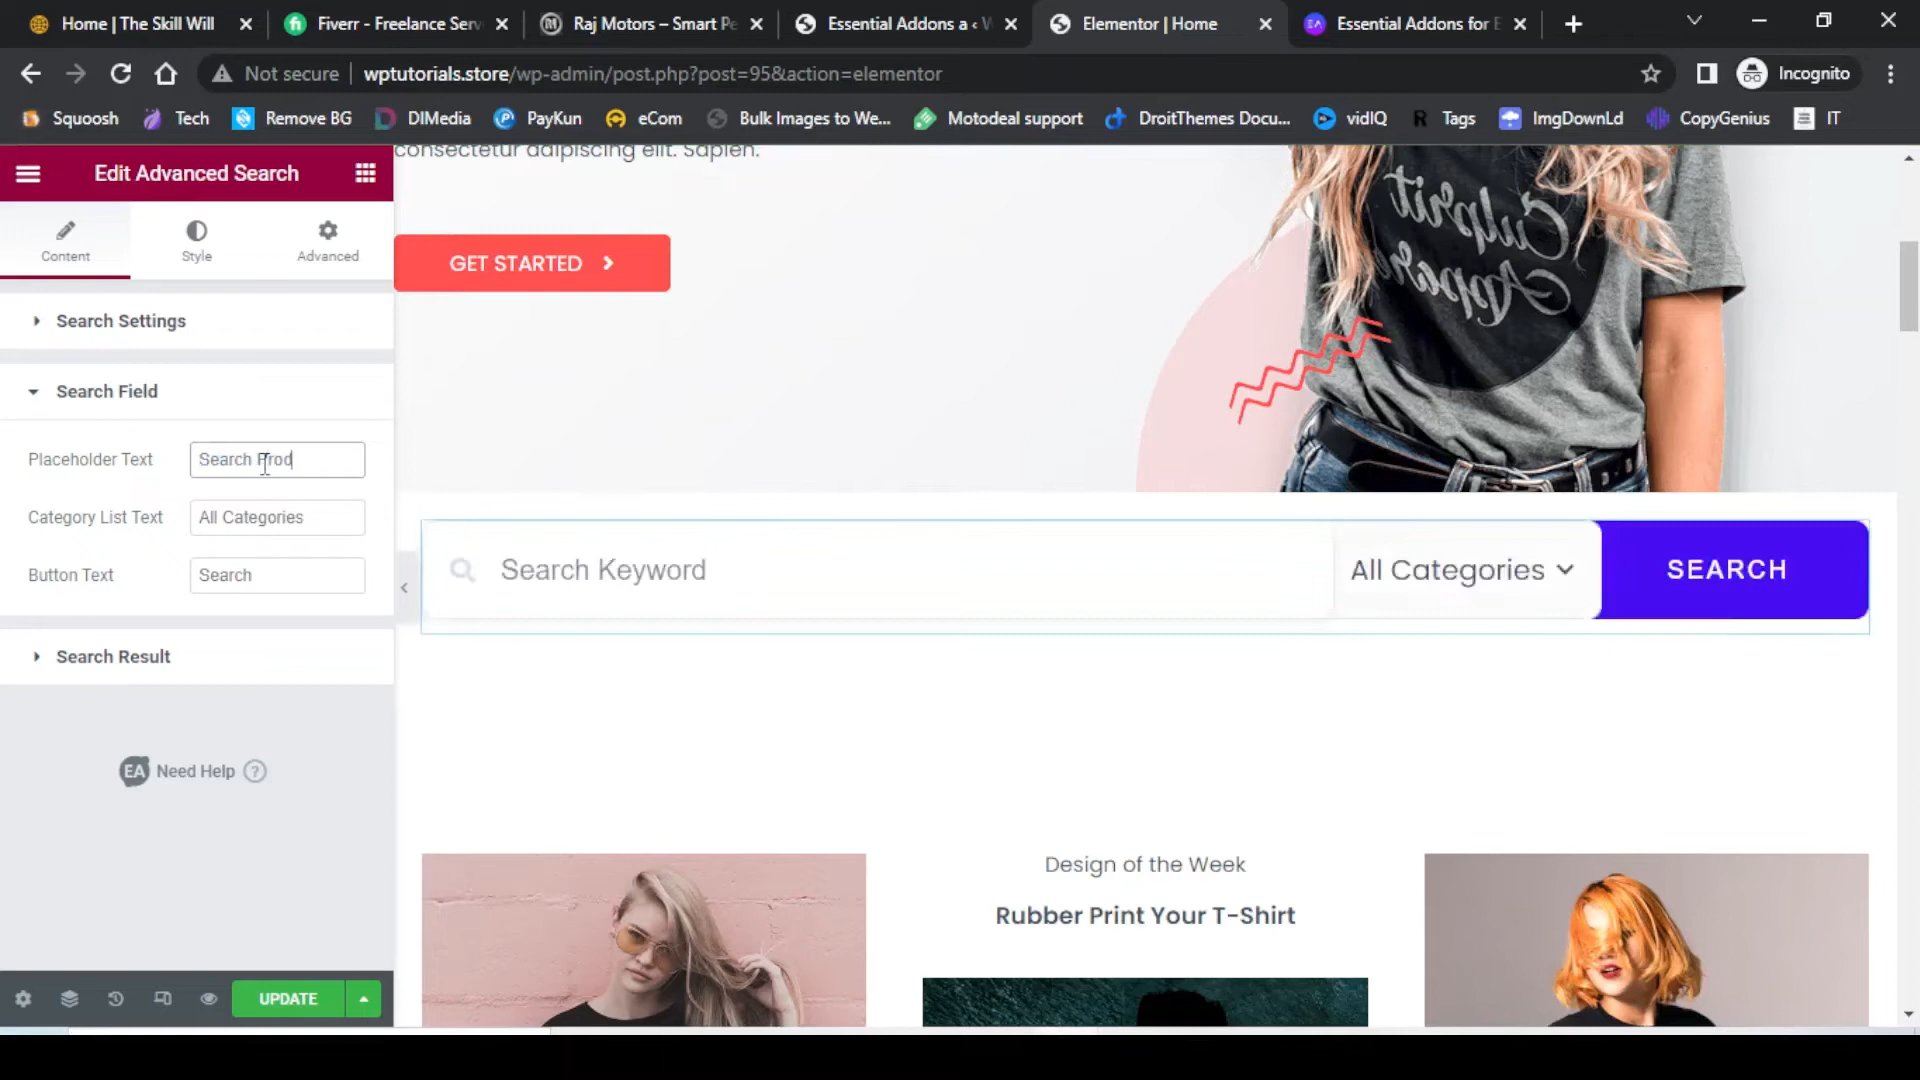 Home | The Skill Will
Fiverr - Freelance Serv
Raj Motors – Smart Pe
Essential Addons a ‹ W
Elementor | Home
Essential Addons for E
Not secure
wptutorials.store/wp-admin/post.php?post=95&action=elementor
Incognito
Squoosh
Tech
Remove BG
DIMedia
PayKun
eCom
Bulk Images to We...
Motodeal support
DroitThemes Docu...
vidIQ
Tags
ImgDownLd
CopyGenius
IT
Edit Advanced Search
consectetur adipiscing elit. Sapien.
Content
Style
Advanced
GET STARTED
Search Settings
Search Field
Placeholder Text
Search Prod
Category List Text
All Categories
Button Text
Search
Search Keyword
All Categories
SEARCH
Search Result
EA Need Help ?
Design of the Week
Rubber Print Your T-Shirt
UPDATE